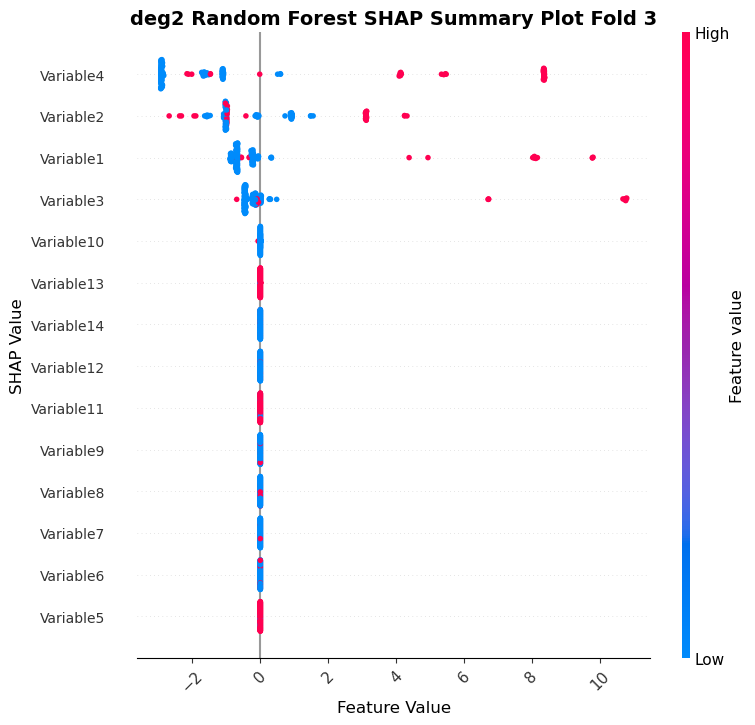 deg2 Random Forest SHAP Summary Plot Fold 3
High
Variable4
Variable2
Variable1
Variable3
Variable10
Variable13
Variable14
Variable12
Variable11
Variable9
Variable8
Variable7
Variable6
Variable5
SHAP Value
Feature value
Low
−2 0 2 4 6 8 10
Feature Value